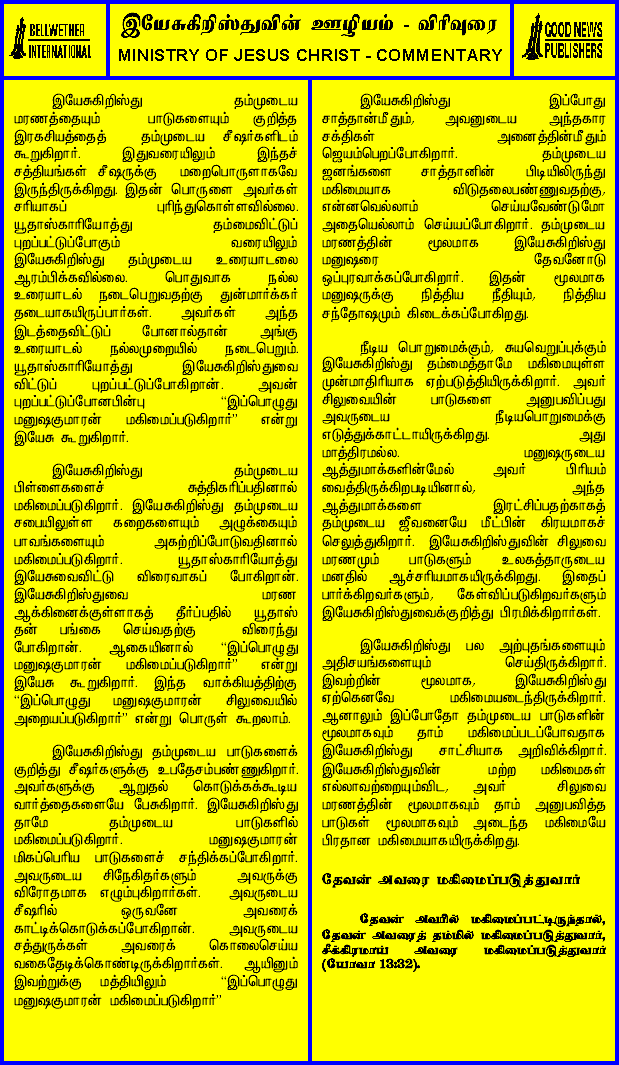 BELLWETHER
INTERNATIONAL
இயேசுகிறிஸ்துவின் ஊழியம் - விரிவுரை
MINISTRY OF JESUS CHRIST - COMMENTARY
GOOD NEWS
PUBLISHERS
இயேசுகிறிஸ்து தம்முடைய
மரணத்தையும் பாடுகளையும் குறித்த
இரகசியத்தைத் தம்முடைய சீஷர்களிடம்
கூறுகிறார். இதுவரையிலும் இந்தச்
சத்தியங்கள் சீஷருக்கு மறைபொருளாகவே
இருந்திருக்கிறது. இதன் பொருளை அவர்கள்
சரியாகப் புரிந்துகொள்ளவில்லை.
யூதாஸ்காரியோத்து தம்மைவிட்டுப்
புறப்பட்டுப்போகும் வரையிலும்
இயேசுகிறிஸ்து தம்முடைய உரையாடலை
ஆரம்பிக்கவில்லை. பொதுவாக நல்ல
உரையாடல் நடைபெறுவதற்கு துன்மார்க்கர்
தடையாகயிருப்பார்கள். அவர்கள் அந்த
இடத்தைவிட்டுப் போனால்தான் அங்கு
உரையாடல் நல்லமுறையில் நடைபெறும்.
யூதாஸ்காரியோத்து இயேசுகிறிஸ்துவை
விட்டுப் புறப்பட்டுப்போகிறான். அவன்
புறப்பட்டுப்போனபின்பு “இப்பொழுது
மனுஷகுமாரன் மகிமைப்படுகிறார்” என்று
இயேசு கூறுகிறார்.
இயேசுகிறிஸ்து தம்முடைய
பிள்ளைகளைச் சுத்திகரிப்பதினால்
மகிமைப்படுகிறார். இயேசுகிறிஸ்து தம்முடைய
சபையிலுள்ள கறைகளையும் அழுக்கையும்
பாவங்களையும் அகற்றிப்போடுவதினால்
மகிமைப்படுகிறார். யூதாஸ்காரியோத்து
இயேசுவைவிட்டு விரைவாகப் போகிறான்.
இயேசுகிறிஸ்துவை மரண
ஆக்கினைக்குள்ளாகத் தீர்ப்பதில் யூதாஸ்
தன் பங்கை செய்வதற்கு விரைந்து
போகிறான். ஆகையினால் “இப்பொழுது
மனுஷகுமாரன் மகிமைப்படுகிறார்” என்று
இயேசு கூறுகிறார். இந்த வாக்கியத்திற்கு
“இப்பொழுது மனுஷகுமாரன் சிலுவையில்
அறையப்படுகிறார்” என்று பொருள் கூறலாம்.
இயேசுகிறிஸ்து தம்முடைய பாடுகளைக்
குறித்து சீஷர்களுக்கு உபதேசம்பண்ணுகிறார்.
அவர்களுக்கு ஆறுதல் கொடுக்கக்கூடிய
வார்த்தைகளையே பேசுகிறார். இயேசுகிறிஸ்து
தாமே தம்முடைய பாடுகளில்
மகிமைப்படுகிறார். மனுஷகுமாரன்
மிகப்பெரிய பாடுகளைச் சந்திக்கப்போகிறார்.
அவருடைய சிநேகிதர்களும் அவருக்கு
விரோதமாக எழும்புகிறார்கள். அவருடைய
சீஷரில் ஒருவனே அவரைக்
காட்டிக்கொடுக்கப்போகிறான். அவருடைய
சத்துருக்கள் அவரைக் கொலைசெய்ய
வகைதேடிக்கொண்டிருக்கிறார்கள். ஆயினும்
இவற்றுக்கு மத்தியிலும் “இப்பொழுது
மனுஷகுமாரன் மகிமைப்படுகிறார்”
இயேசுகிறிஸ்து இப்போது
சாத்தான்மீதும், அவனுடைய அந்தகார
சக்திகள் அனைத்தின்மீதும்
ஜெயம்பெறப்போகிறார். தம்முடைய
ஜனங்களை சாத்தானின் பிடியிலிருந்து
மகிமையாக விடுதலைபண்ணுவதற்கு,
என்னவெல்லாம் செய்யவேண்டுமோ
அதையெல்லாம் செய்யப்போகிறார். தம்முடைய
மரணத்தின் மூலமாக இயேசுகிறிஸ்து
மனுஷரை தேவனோடு
ஒப்புரவாக்கப்போகிறார். இதன் மூலமாக
மனுஷருக்கு நித்திய நீதியும், நித்திய
சந்தோஷமும் கிடைக்கப்போகிறது.
நீடிய பொறுமைக்கும், சுயவெறுப்புக்கும்
இயேசுகிறிஸ்து தம்மைத்தாமே மகிமையுள்ள
முன்மாதிரியாக ஏற்படுத்தியிருக்கிறார். அவர்
சிலுவையின் பாடுகளை அனுபவிப்பது
அவருடைய நீடியபொறுமைக்கு
எடுத்துக்காட்டாயிருக்கிறது. அது
மாத்திரமல்ல. மனுஷருடைய
ஆத்துமாக்களின்மேல் அவர் பிரியம்
வைத்திருக்கிறபடியினால், அந்த
ஆத்துமாக்களை இரட்சிப்பதற்காகத்
தம்முடைய ஜீவனையே மீட்பின் கிரயமாகச்
செலுத்துகிறார். இயேசுகிறிஸ்துவின் சிலுவை
மரணமும் பாடுகளும் உலகத்தாருடைய
மனதில் ஆச்சரியமாகயிருக்கிறது. இதைப்
பார்க்கிறவர்களும், கேள்விப்படுகிறவர்களும்
இயேசுகிறிஸ்துவைக்குறித்து பிரமிக்கிறார்கள்.
இயேசுகிறிஸ்து பல அற்புதங்களையும்
அதிசயங்களையும் செய்திருக்கிறார்.
இவற்றின் மூலமாக, இயேசுகிறிஸ்து
ஏற்கெனவே மகிமையடைந்திருக்கிறார்.
ஆனாலும் இப்போதோ தம்முடைய பாடுகளின்
மூலமாகவும் தாம் மகிமைப்படப்போவதாக
இயேசுகிறிஸ்து சாட்சியாக அறிவிக்கிறார்.
இயேசுகிறிஸ்துவின் மற்ற மகிமைகள்
எல்லாவற்றையும்விட, அவர் சிலுவை
மரணத்தின் மூலமாகவும் தாம் அனுபவித்த
பாடுகள் மூலமாகவும் அடைந்த மகிமையே
பிரதான மகிமையாகயிருக்கிறது.
தேவன் அவரை மகிமைப்படுத்துவார்
தேவன் அவரில் மகிமைப்பட்டிருந்தால்,
தேவன் அவரைத் தம்மில் மகிமைப்படுத்துவார்,
சீக்கிரமாய் அவரை மகிமைப்படுத்துவார்
(யோவா 13:32).